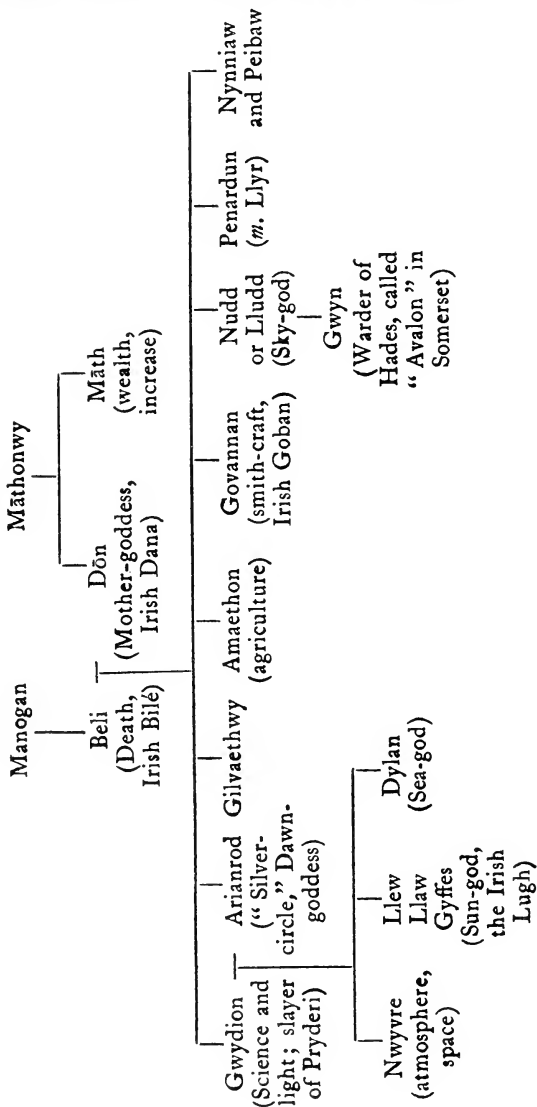 Manogan
Māthonwy
Beli
(Death,
Irish Bilé)
Dōn
(Mother-goddess,
Irish Dana)
Māth
(wealth,
increase)
Gwydion
(Science and
light; slayer
of Pryderi)
Arianrod
(“Silver-
circle,” Dawn-
goddess)
Gilvaethwy
Amaethon
(agriculture)
Govannan
(smith-craft,
Irish Goban)
Nudd
or Lludd
(Sky-god)
Penardun
(m. Llyr)
Nynniaw
and Peibaw
Gwyn
(Warder of
Hades, called
“Avalon” in
Somerset)
Nwyvre
(atmosphere,
space)
Llew
Llaw
Gyffes
(Sun-god,
the Irish
Lugh)
Dylan
(Sea-god)